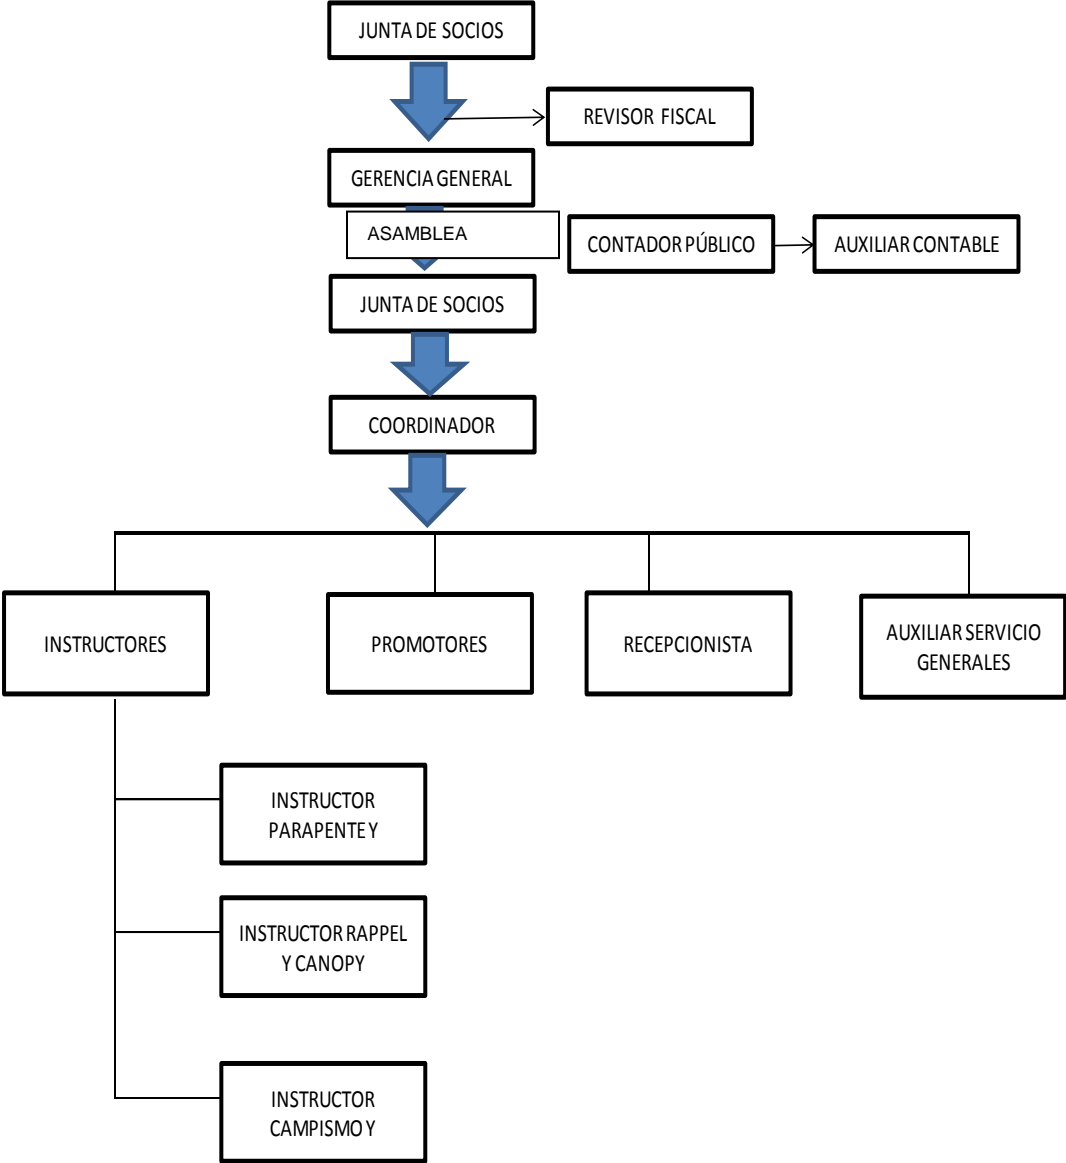 JUNTA DE SOCIOS
REVISOR FISCAL
GERENCIA GENERAL
ASAMBLEA
CONTADOR PÚBLICO
AUXILIAR CONTABLE
JUNTA DE SOCIOS
COORDINADOR
INSTRUCTORES
PROMOTORES
RECEPCIONISTA
AUXILIAR SERVICIO
GENERALES
INSTRUCTOR
PARAPENTE Y
INSTRUCTOR RAPPEL
Y CANOPY
INSTRUCTOR
CAMPISMO Y